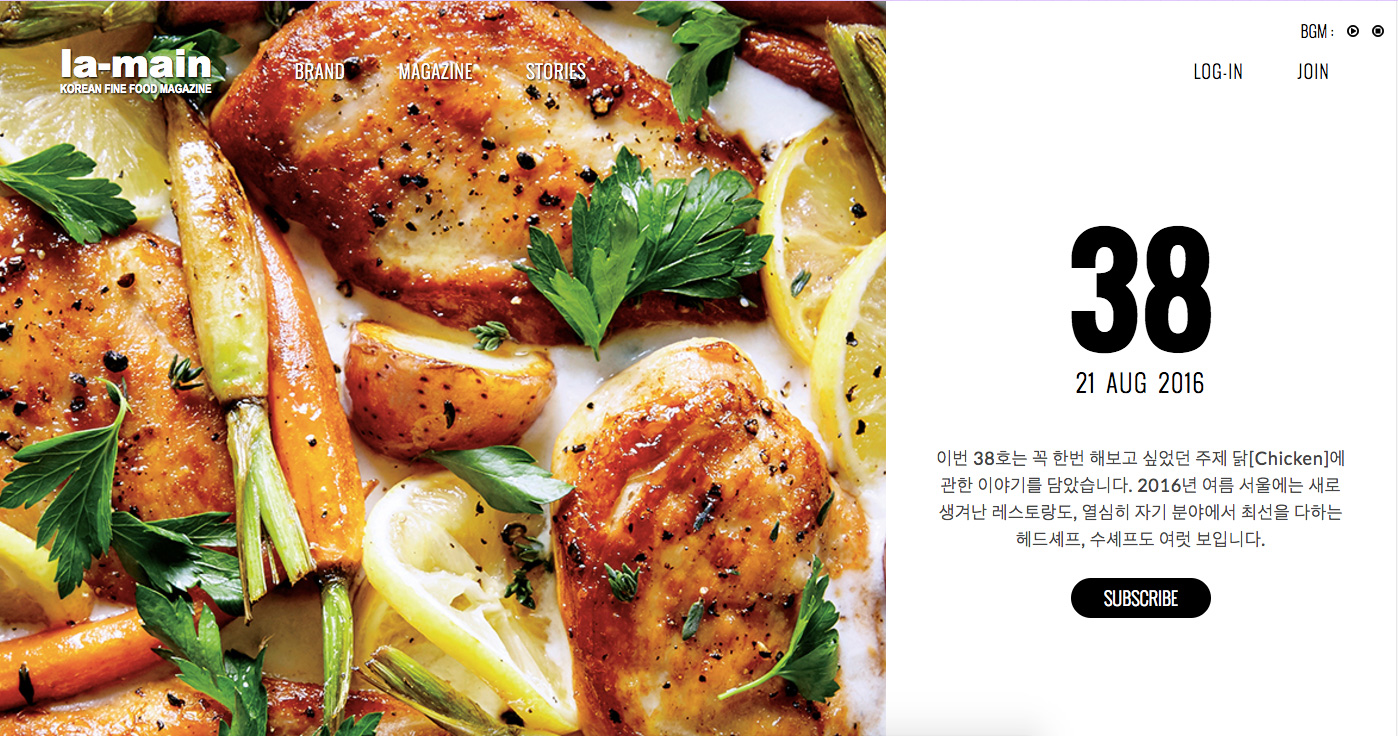 BGM :
la-main
KOREAN FINE FOOD MAGAZINE
BRAND
MAGAZINE
STORIES
LOG-IN
JOIN
38
21 AUG 2016
이번 38호는 꼭 한번 해보고 싶었던 주제 닭[Chicken]에
관한 이야기를 담았습니다. 2016년 여름 서울에는 새로
생겨난 레스토랑도, 열심히 자기 분야에서 최선을 다하는
헤드셰프, 수셰프도 여럿 보입니다.
SUBSCRIBE